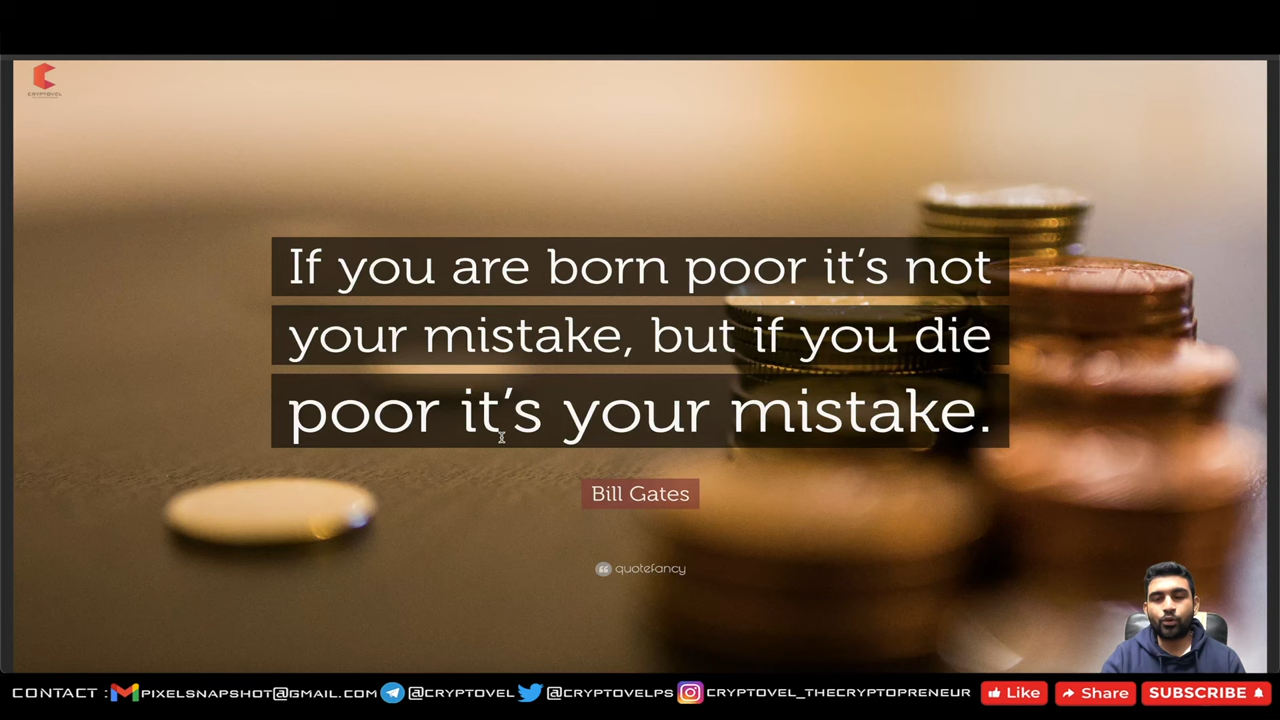 CRYPTOVEL
If you are born poor it's not
your mistake, but if you die
poor it's your mistake.
Bill Gates
quotefancy
CONTACT : PIXELSNAPSHOT@GMAIL.COM @CRYPTOVEL @CRYPTOVELPS CRYPTOVEL_THECRYPTOPRENEUR Like Share SUBSCRIBE